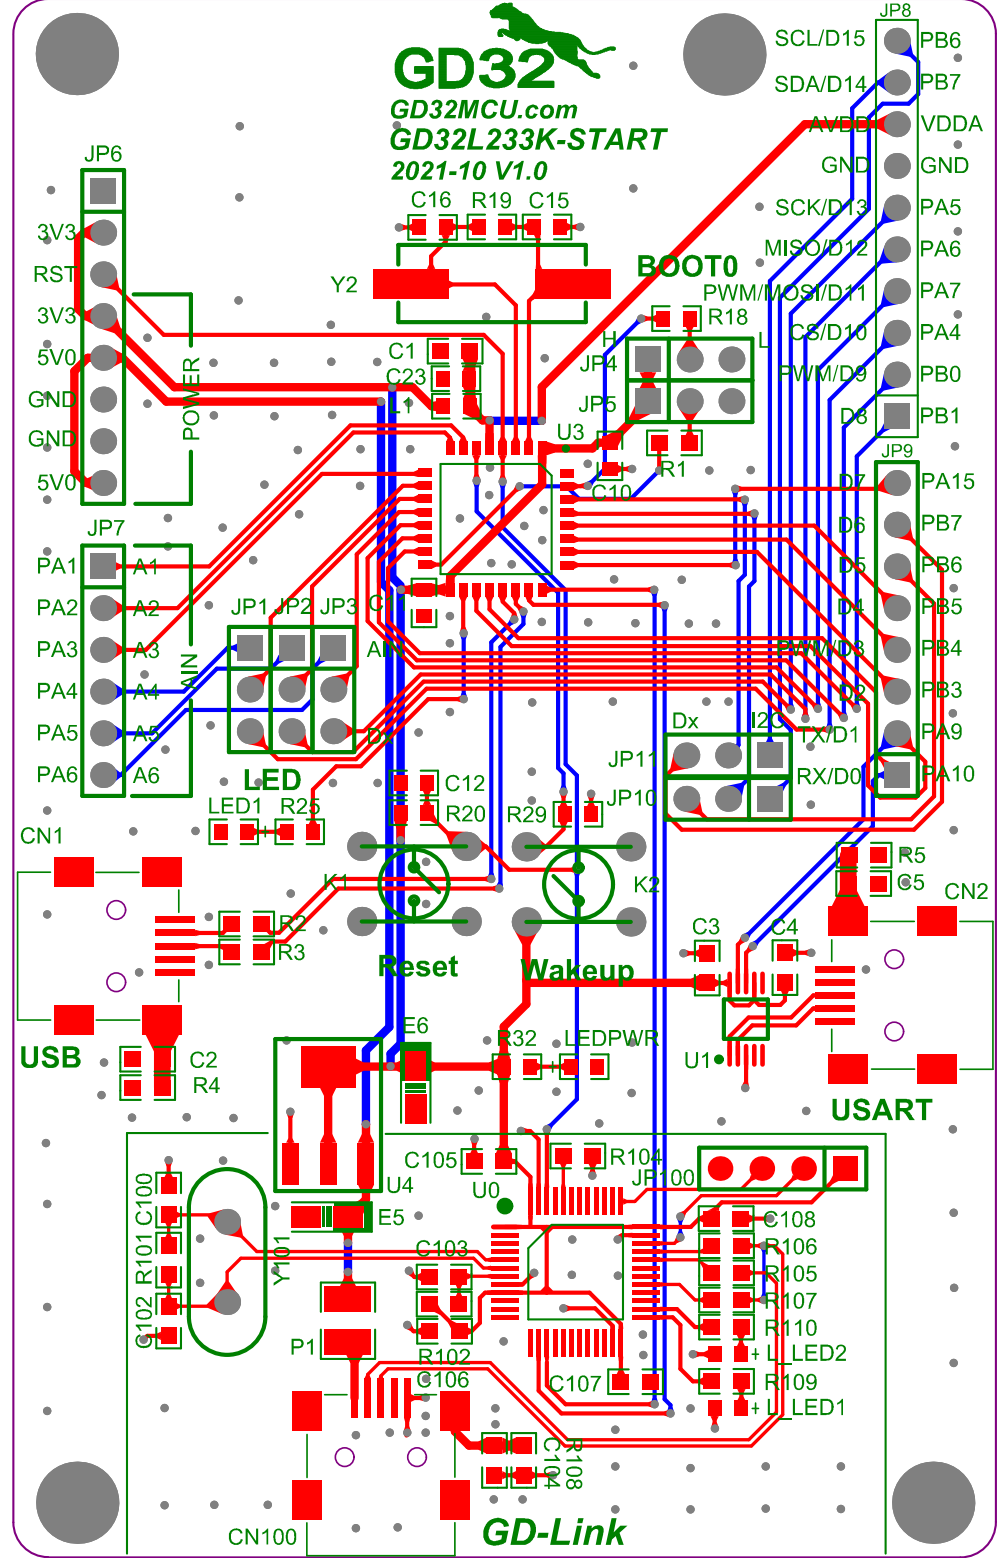 GD32
GD32MCU.com
GD32L233K-START
2021-10 V1.0
JP8
SCL/D15
PB6
SDA/D14
PB7
AVDD
VDDA
GND
GND
SCK/D13
PA5
MISO/D12
PA6
PWM/MOSI/D11
PA7
CS/D10
PA4
PWM/D9
PB0
D8
PB1
JP6
3V3
RST
3V3
5V0
GND
GND
5V0
POWER
C16
R19
C15
Y2
BOOT0
R18
H
L
JP4
JP5
R1
C1
C23
L1
U3
C10
JP9
D7
PA15
D6
PB7
D5
PB6
D4
PB5
PWM/D3
PB4
D2
PB3
TX/D1
PA9
RX/D0
PA10
JP7
PA1
A1
PA2
A2
PA3
A3
PA4
A4
PA5
A5
PA6
A6
AIN
JP1
JP2
JP3
LED
Dx
I2C
JP11
JP10
LED1
R25
C12
R20
R29
K1
K2
Reset
Wakeup
CN1
R2
R3
USB
C2
R4
R5
C5
CN2
C3
C4
U1
USART
E6
R32
LEDPWR
U4
E5
C105
U0
R104
JP100
C100
R101
C102
Y101
C103
R102
C106
P1
C108
R106
R105
R107
R110
+ L_LED2
R109
+ L_LED1
C107
C104
R108
CN100
GD-Link